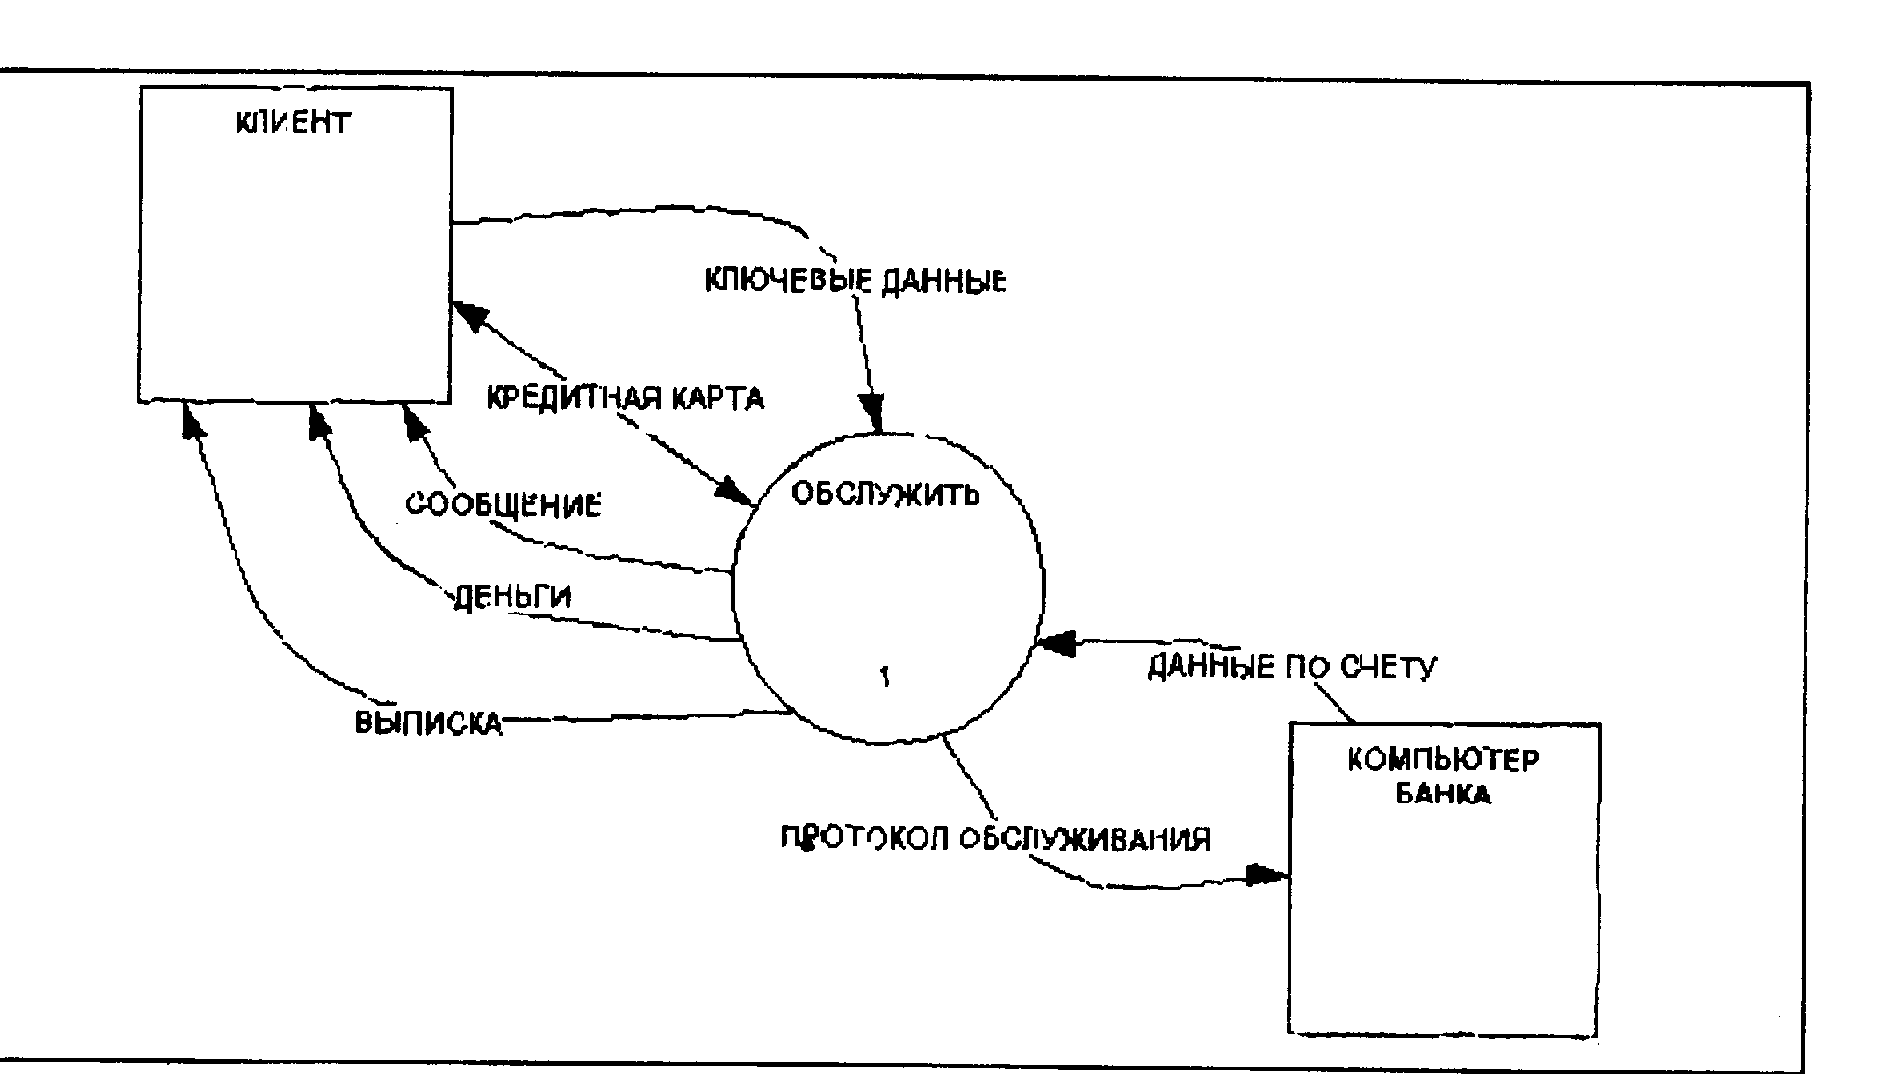 КЛИЕНТ
КЛЮЧЕВЫЕ ДАННЫЕ
КРЕДИТНАЯ КАРТА
ОБСЛУЖИТЬ
СООБЩЕНИЕ
ДЕНЬГИ
1
ДАННЫЕ ПО СЧЕТУ
ВЫПИСКА
КОМПЬЮТЕР
БАНКА
ПРОТОКОЛ ОБСЛУЖИВАНИЯ